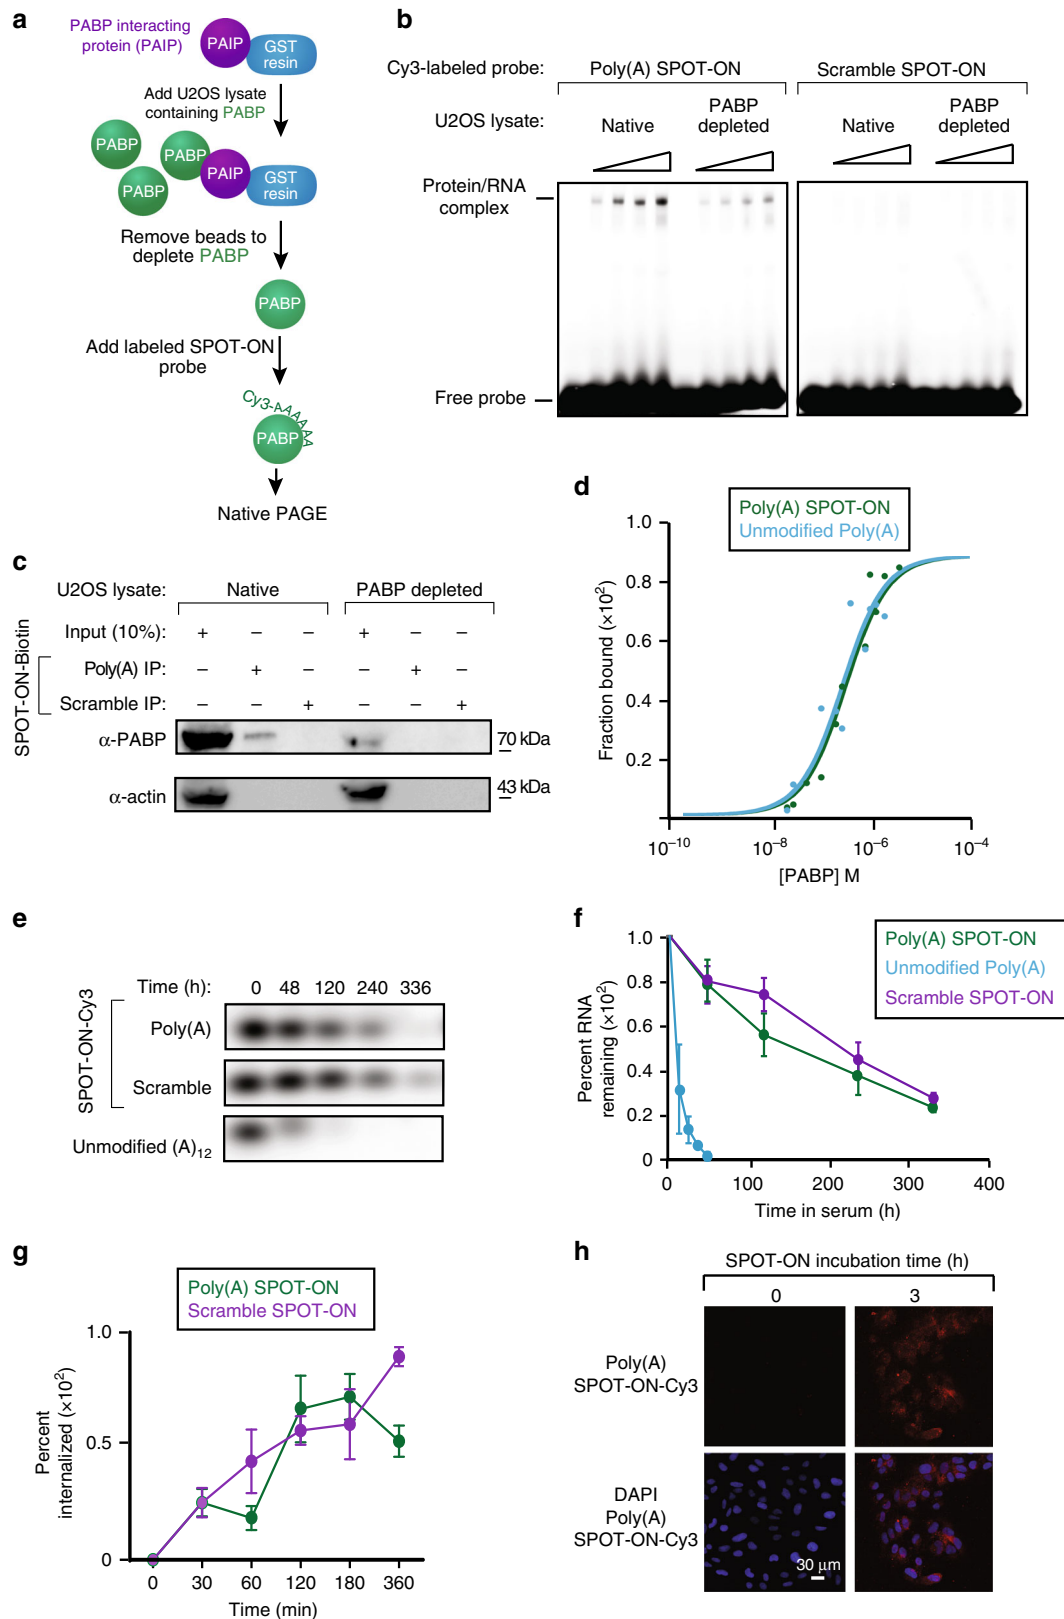 a
PABP interacting
protein (PAIP)
PAIP
GST
resin
Add U2OS lysate
containing PABP
PABP
PABP
PABP
PAIP
GST
resin
Remove beads to
deplete PABP
PABP
Add labeled SPOT-ON
probe
Cy3-AAAAAA
PABP
Native PAGE
b
Cy3-labeled probe:
Poly(A) SPOT-ON
Scramble SPOT-ON
U2OS lysate:
Native
PABP
depleted
Native
PABP
depleted
Protein/RNA
complex
Free probe
c
U2OS lysate:
Native
PABP depleted
SPOT-ON-Biotin
Input (10%): + – – + – –
Poly(A) IP: – + – – + –
Scramble IP: – – + – – +
α-PABP
70 kDa
α-actin
43 kDa
d
Poly(A) SPOT-ON
Unmodified Poly(A)
Fraction bound (×10²)
1.0
0.8
0.6
0.4
0.2
10⁻¹⁰ 10⁻⁸ 10⁻⁶ 10⁻⁴
[PABP] M
e
Time (h): 0 48 120 240 336
SPOT-ON-Cy3
Poly(A)
Scramble
Unmodified (A)₁₂
f
Poly(A) SPOT-ON
Unmodified Poly(A)
Scramble SPOT-ON
Percent RNA
remaining (×10²)
1.0
0.8
0.6
0.4
0.2
0
0 100 200 300 400
Time in serum (h)
g
Poly(A) SPOT-ON
Scramble SPOT-ON
Percent
internalized (×10²)
1.0
0.5
0
0 30 60 120 180 360
Time (min)
h
SPOT-ON incubation time (h)
0 3
Poly(A)
SPOT-ON-Cy3
DAPI
Poly(A)
SPOT-ON-Cy3
30 μm